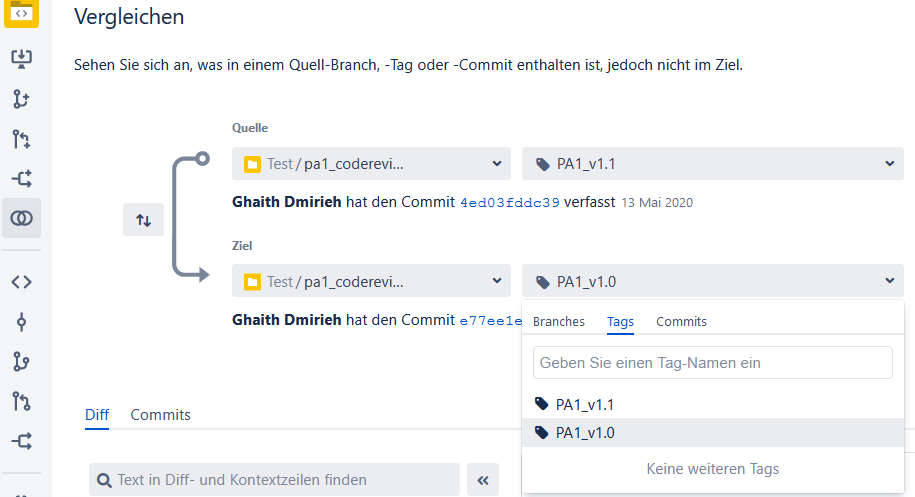 Vergleichen
Sehen Sie sich an, was in einem Quell-Branch, -Tag oder -Commit enthalten ist, jedoch nicht im Ziel.
Quelle
Test/pa1_coderevi...
PA1_v1.1
Ghaith Dmirieh hat den Commit 4ed03fddc39 verfasst 13 Mai 2020
Ziel
Test/pa1_coderevi...
PA1_v1.0
Ghaith Dmirieh hat den Commit e77ee1e
Branches Tags Commits
Geben Sie einen Tag-Namen ein
PA1_v1.1
PA1_v1.0
Keine weiteren Tags
Diff Commits
Text in Diff- und Kontextzeilen finden